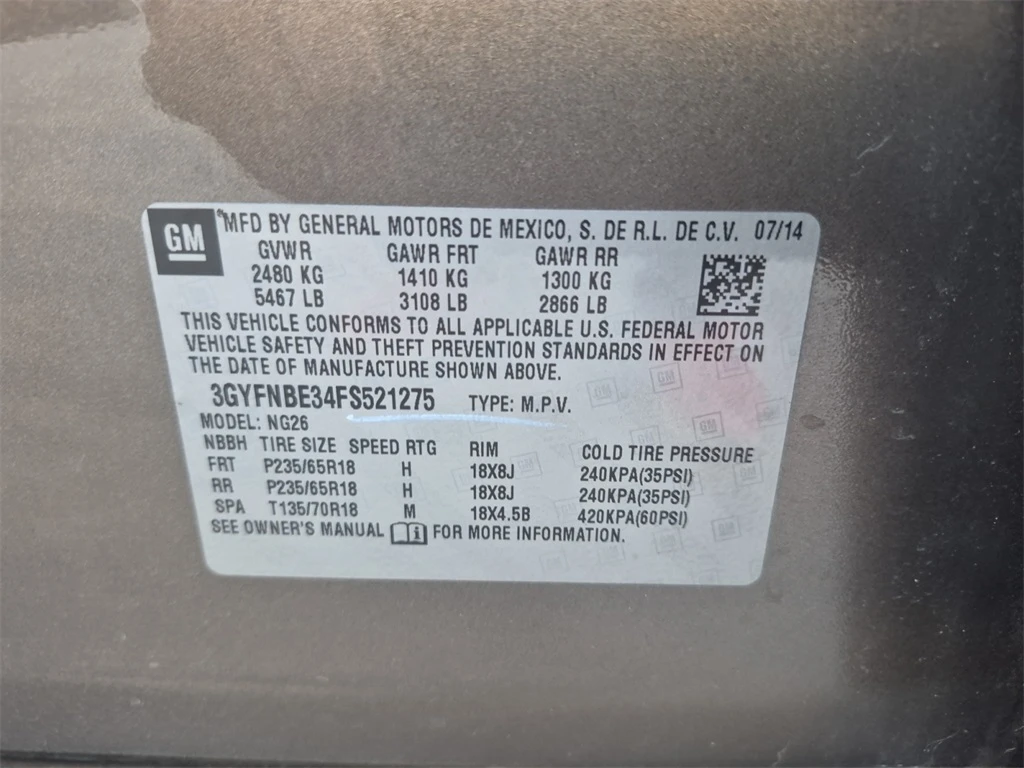 GM
®MFD BY GENERAL MOTORS DE MEXICO, S. DE R.L. DE C.V. 07/14
GVWR GAWR FRT GAWR RR
2480 KG 1410 KG 1300 KG
5467 LB 3108 LB 2866 LB
THIS VEHICLE CONFORMS TO ALL APPLICABLE U.S. FEDERAL MOTOR
VEHICLE SAFETY AND THEFT PREVENTION STANDARDS IN EFFECT ON
THE DATE OF MANUFACTURE SHOWN ABOVE.
3GYFNBE34FS521275 TYPE: M.P.V.
MODEL: NG26
NBBH TIRE SIZE SPEED RTG RIM COLD TIRE PRESSURE
FRT P235/65R18 H 18X8J 240KPA(35PSI)
RR P235/65R18 H 18X8J 240KPA(35PSI)
SPA T135/70R18 M 18X4.5B 420KPA(60PSI)
SEE OWNER'S MANUAL i FOR MORE INFORMATION.